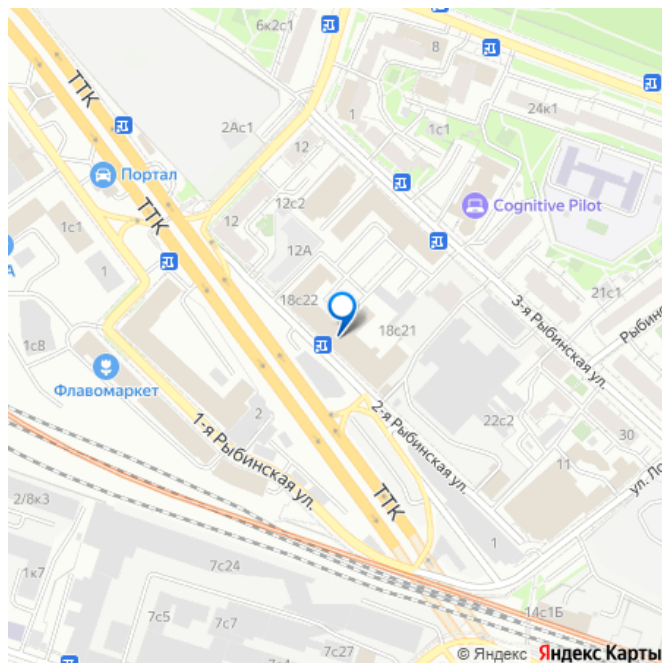 6к2с1
8
ТТК
24к1
2Ас1
1
1с1
12
Портал
12с2
Cognitive Pilot
ТТК
1с1
12
12А
1
А
18с22
21с1
3-я Рыбинская ул.
Рыбинс
18с21
1с8
Флавомаркет
2
2-я Рыбинская ул.
1-я Рыбинская ул.
22с2
30
11
ул. Ло
2/8к3
ТТК
1
7с24
1к7
7с5
7с7
14с1Б
7с27
© Яндекс Яндекс Карты